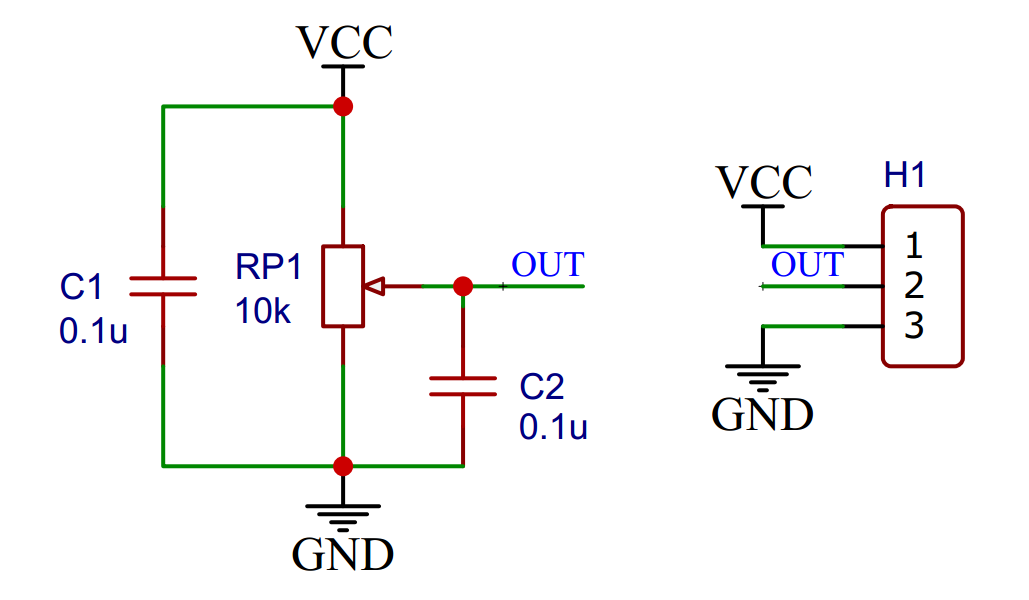 VCC
C1
0.1u
RP1
10k
OUT
C2
0.1u
GND
VCC
H1
1
OUT
2
3
GND